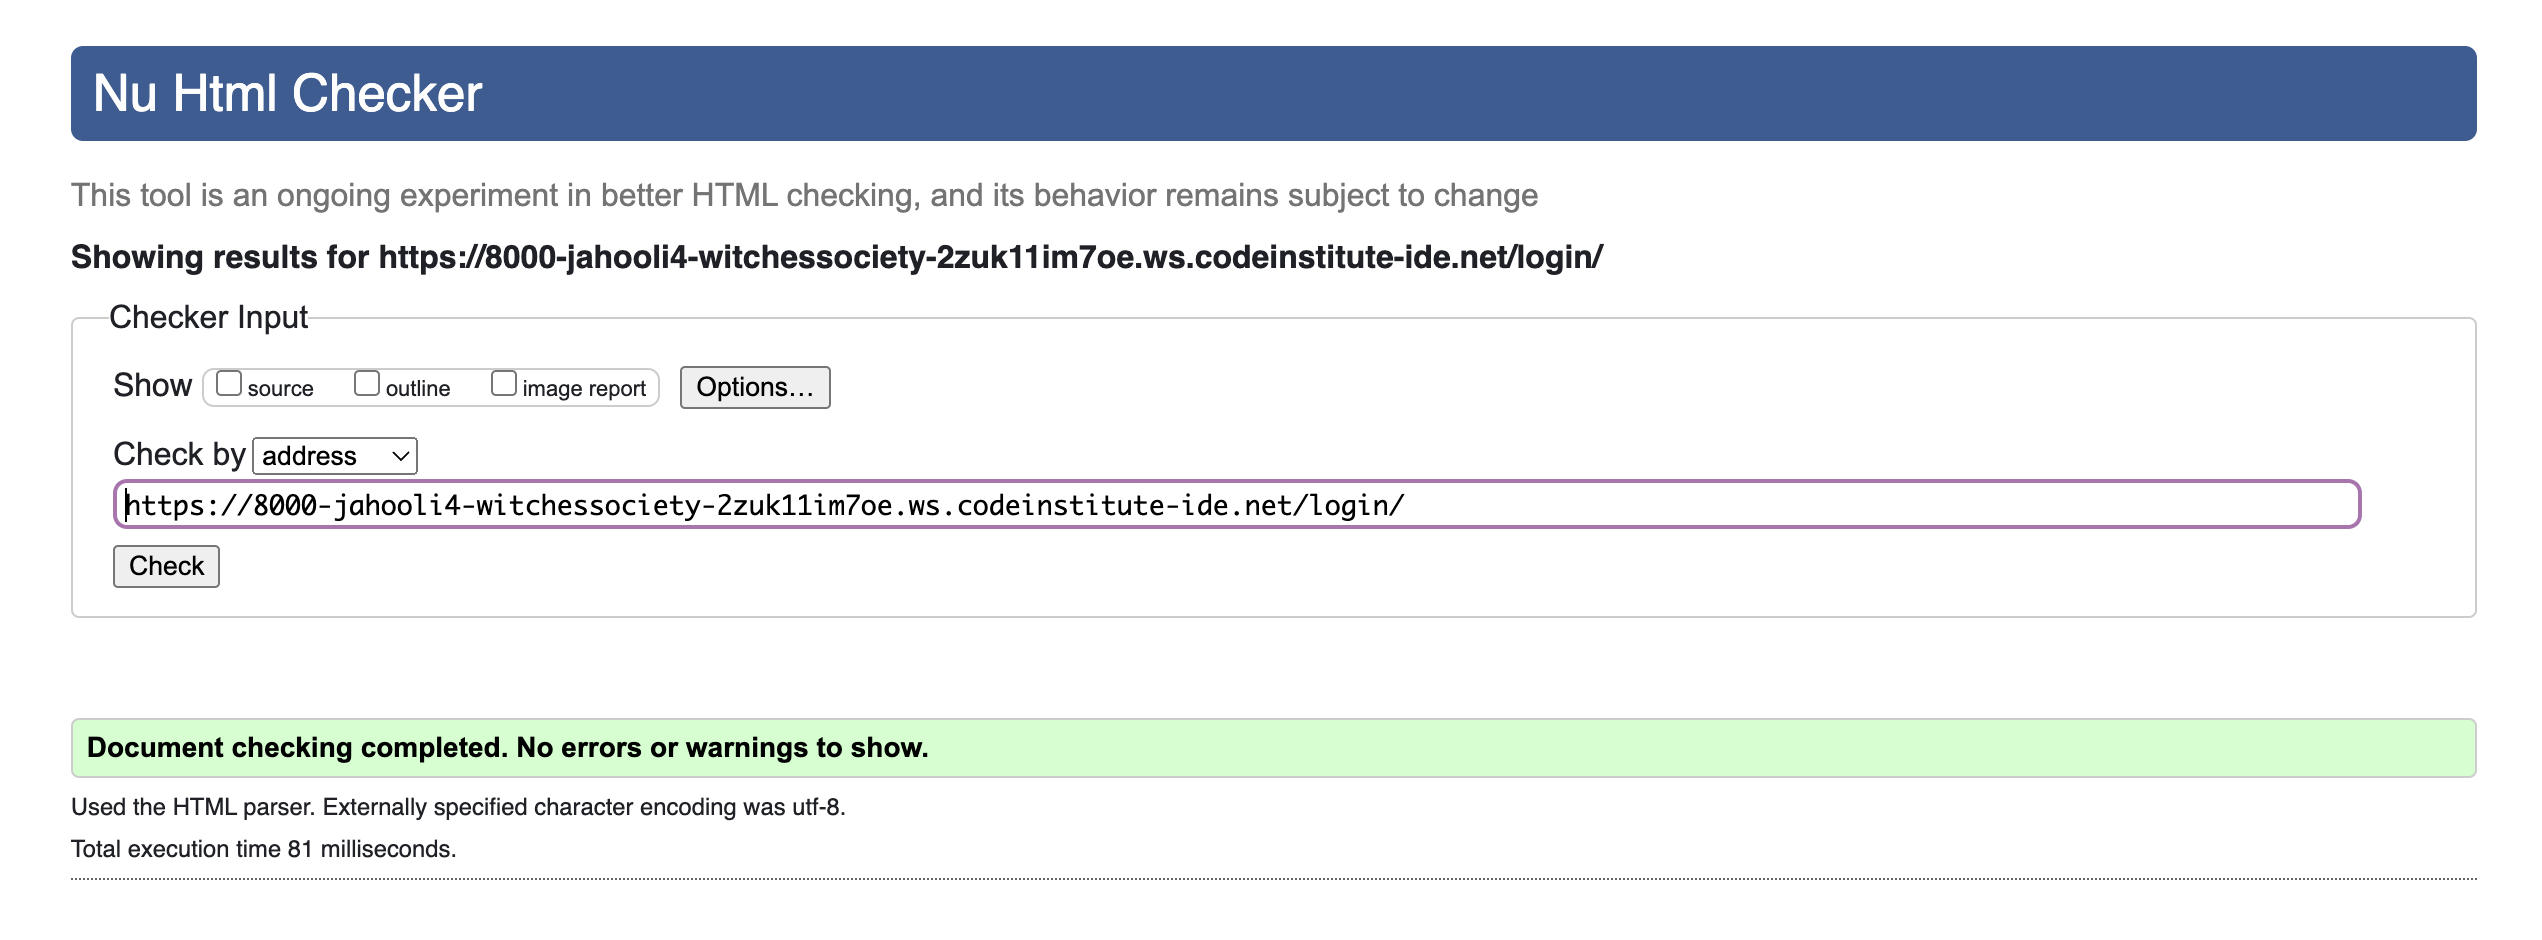 Nu Html Checker
This tool is an ongoing experiment in better HTML checking, and its behavior remains subject to change
Showing results for https://8000-jahooli4-witchessociety-2zuk11im7oe.ws.codeinstitute-ide.net/login/
Checker Input
Show source outline image report Options...
Check by address
https://8000-jahooli4-witchessociety-2zuk11im7oe.ws.codeinstitute-ide.net/login/
Check
Document checking completed. No errors or warnings to show.
Used the HTML parser. Externally specified character encoding was utf-8.
Total execution time 81 milliseconds.